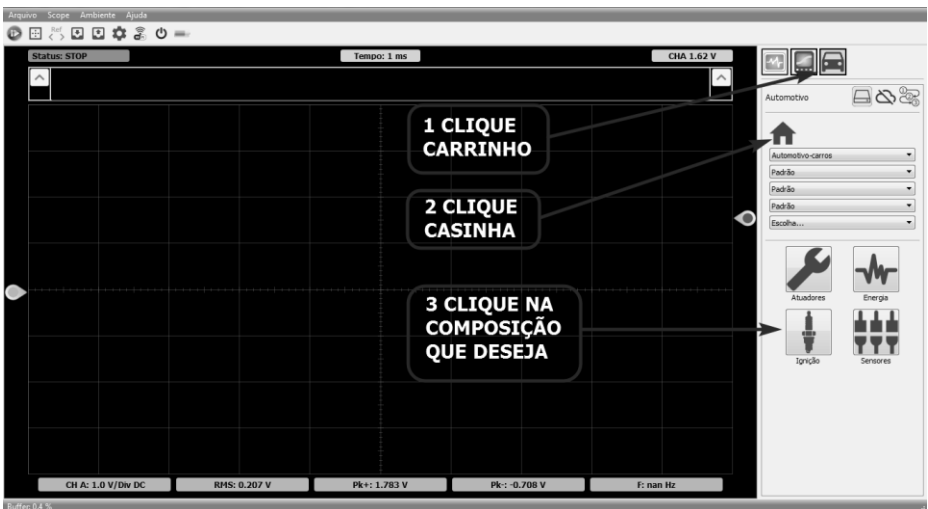 Arquivo Scope Ambiente Ajuda
Ref
Status: STOP
Tempo: 1 ms
CHA 1.62 V
Automotivo
1 CLIQUE
CARRINHO
Automotivo-carros
Padrão
Padrão
Padrão
Escolha...
2 CLIQUE
CASINHA
Atuadores
Energia
3 CLIQUE NA
COMPOSIÇÃO
QUE DESEJA
Ignição
Sensores
CH A: 1.0 V/Div DC
RMS: 0.207 V
Pk+: 1.783 V
Pk-: -0.708 V
F: nan Hz
Buffer: 0.4 %